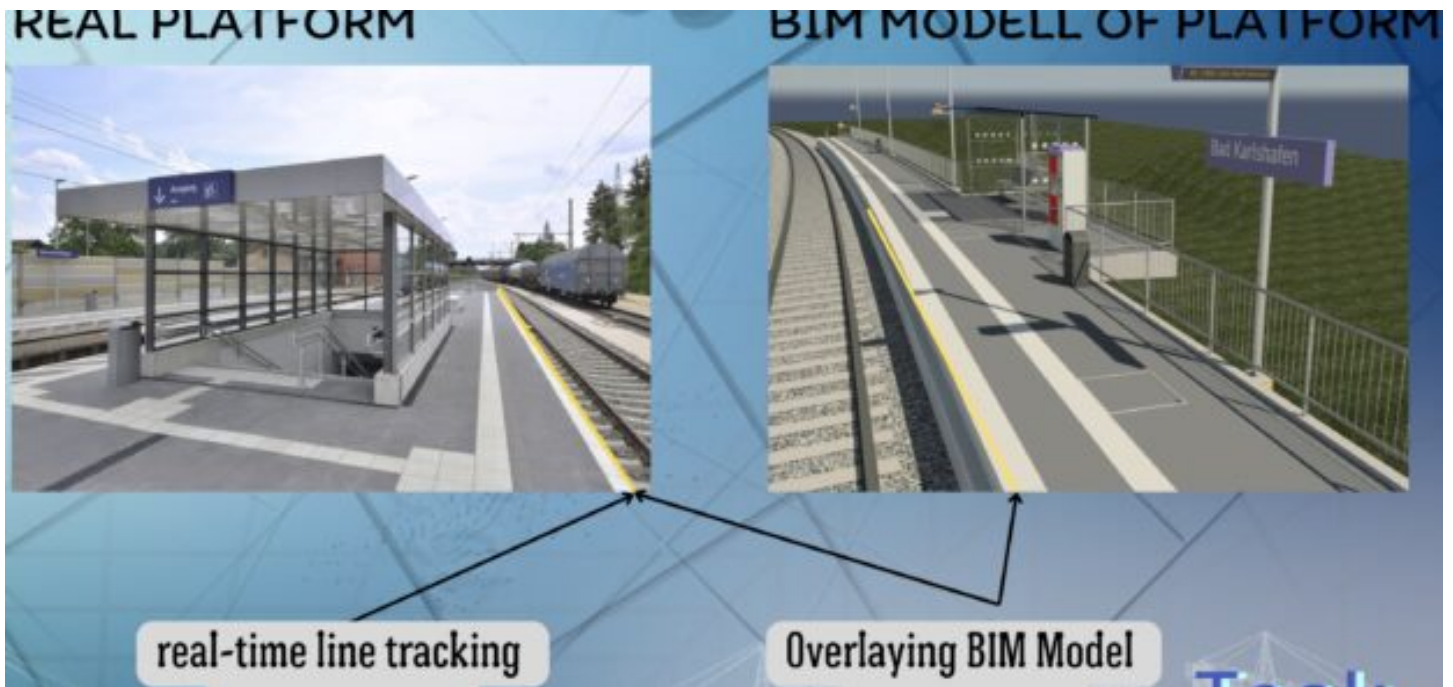 REAL PLATFORM
BIM MODELL OF PLATFORM
Bad Karlshafen
real-time line tracking
Overlaying BIM Model